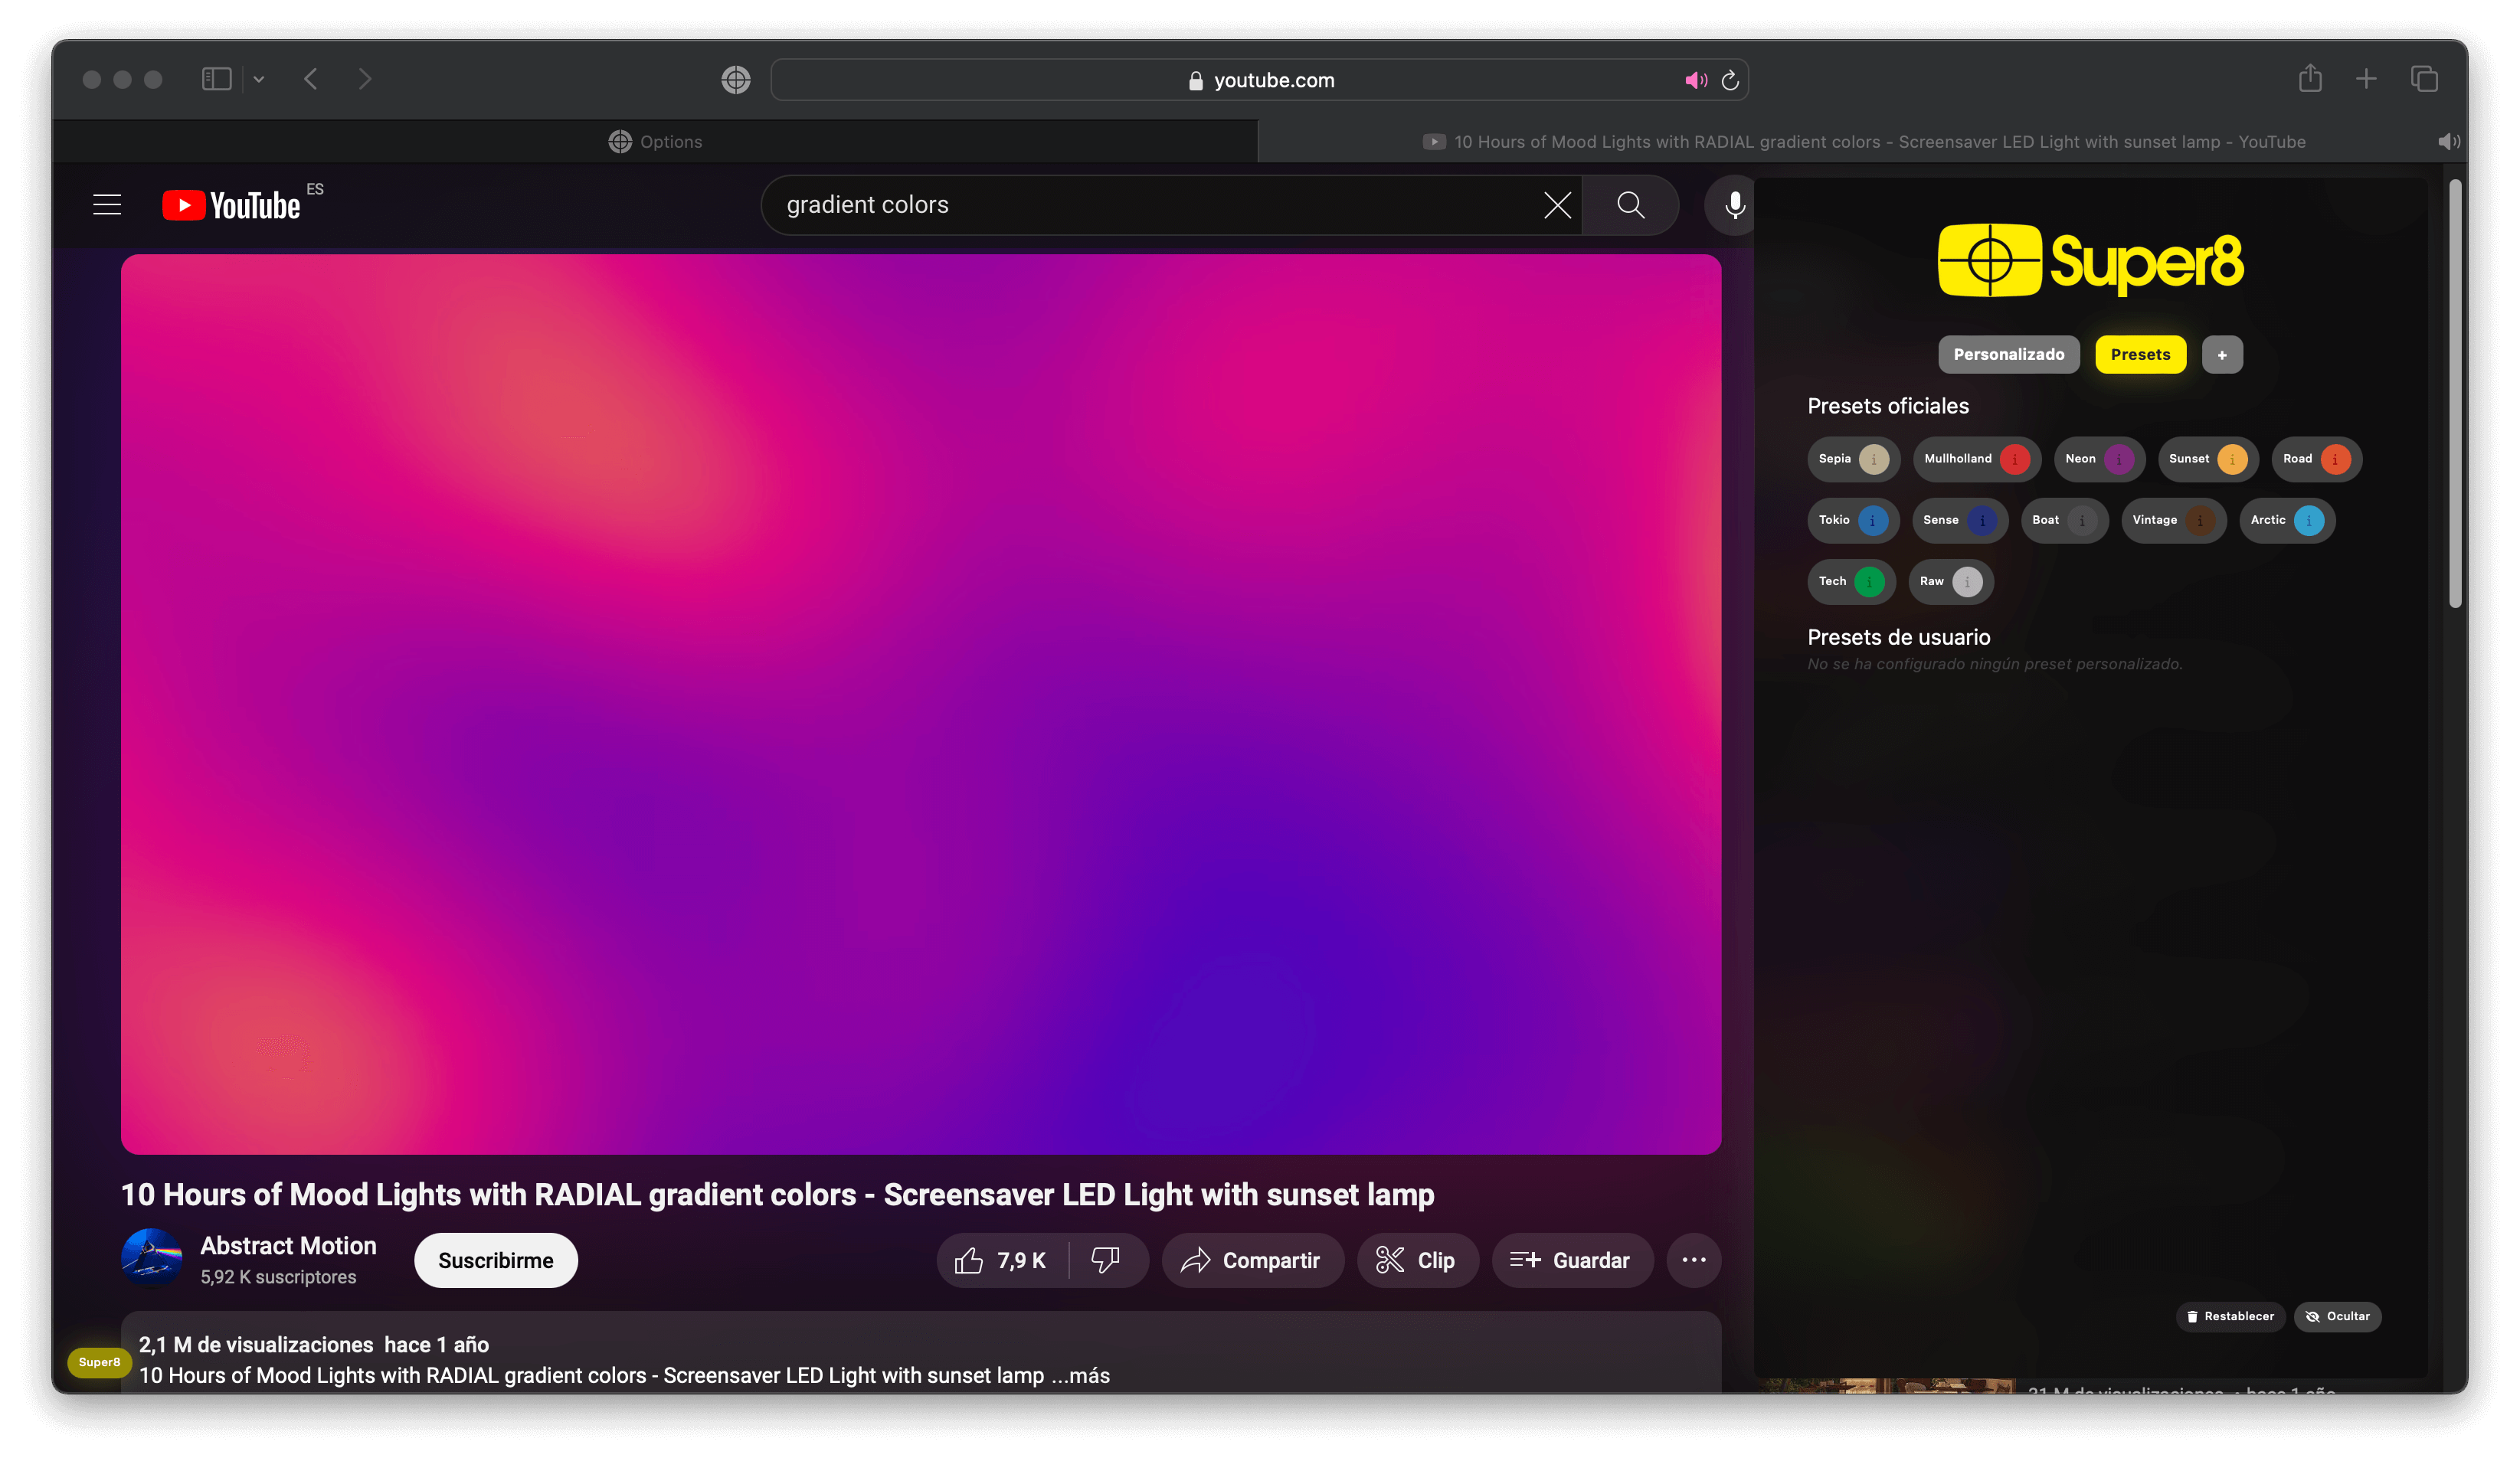 youtube.com
Options
10 Hours of Mood Lights with RADIAL gradient colors - Screensaver LED Light with sunset lamp - YouTube
YouTube ES
gradient colors
Super8
Personalizado Presets +
Presets oficiales
Sepia i Mullholland i Neon i Sunset i Road i
Tokio i Sense i Boat i Vintage i Arctic i
Tech i Raw i
Presets de usuario
No se ha configurado ningún preset personalizado.
10 Hours of Mood Lights with RADIAL gradient colors - Screensaver LED Light with sunset lamp
Abstract Motion
5,92 K suscriptores
Suscribirme
7,9 K
Compartir
Clip
Guardar
Restablecer Ocultar
2,1 M de visualizaciones hace 1 año
Super8
10 Hours of Mood Lights with RADIAL gradient colors - Screensaver LED Light with sunset lamp ...más